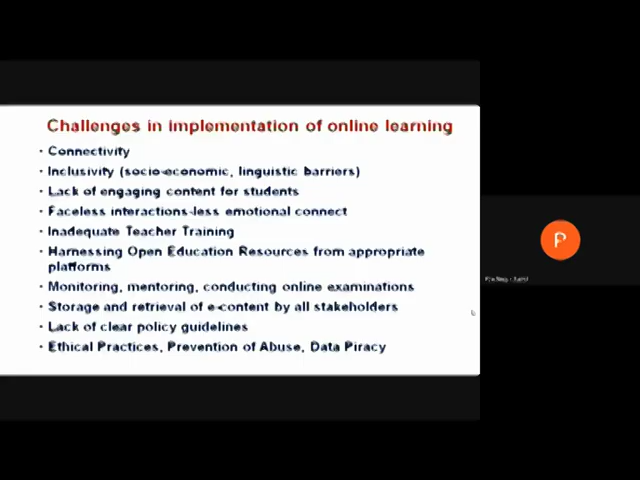 Challenges in implementation of online learning
· Connectivity
· Inclusivity (socio-economic, linguistic barriers)
· Lack of engaging content for students
· Faceless interactions-less emotional connect
· Inadequate Teacher Training
· Harnessing Open Education Resources from appropriate
platforms
· Monitoring, mentoring, conducting online examinations
· Storage and retrieval of e-content by all stakeholders
· Lack of clear policy guidelines
· Ethical Practices, Prevention of Abuse, Data Piracy
P